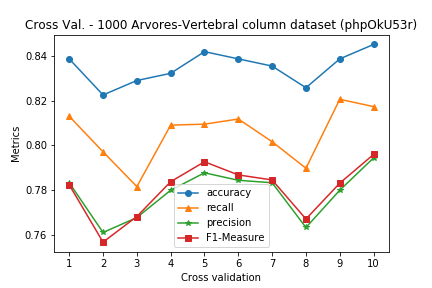 Cross Val. - 1000 Arvores-Vertebral column dataset (phpOkU53r)
0.84
0.82
0.80
0.78
0.76
Metrics
accuracy
recall
precision
F1-Measure
1 2 3 4 5 6 7 8 9 10
Cross validation